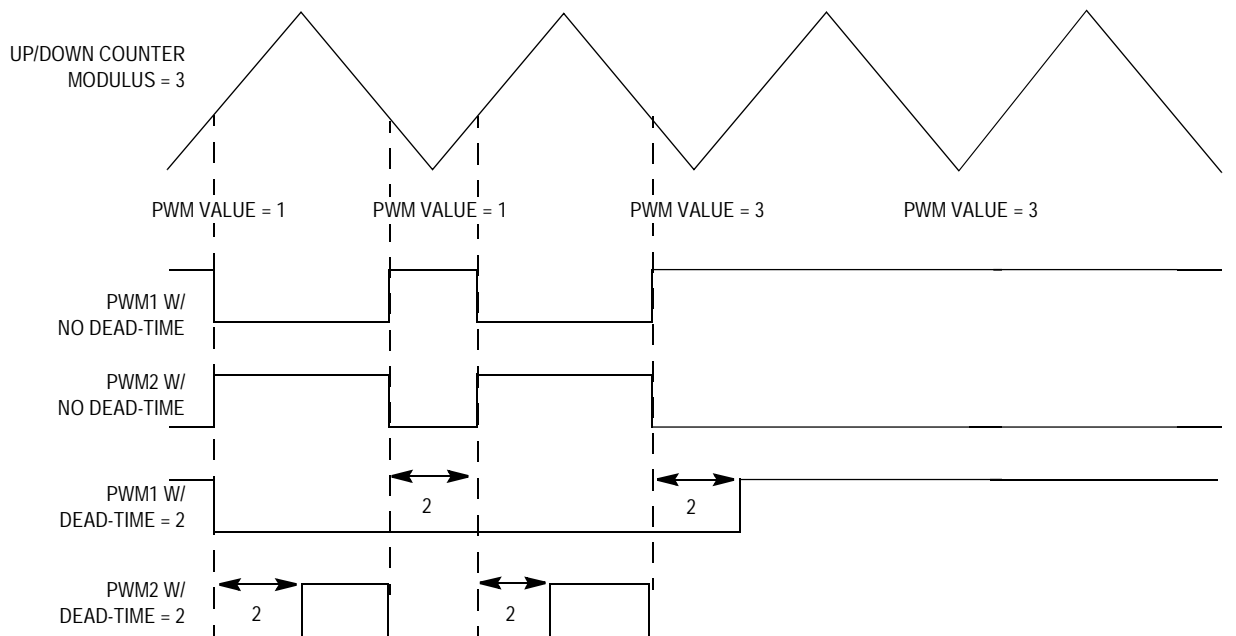 UP/DOWN COUNTER
MODULUS = 3
PWM VALUE = 1 PWM VALUE = 1 PWM VALUE = 3 PWM VALUE = 3
PWM1 W/
NO DEAD-TIME
PWM2 W/
NO DEAD-TIME
PWM1 W/
DEAD-TIME = 2
2 2
PWM2 W/
DEAD-TIME = 2
2 2